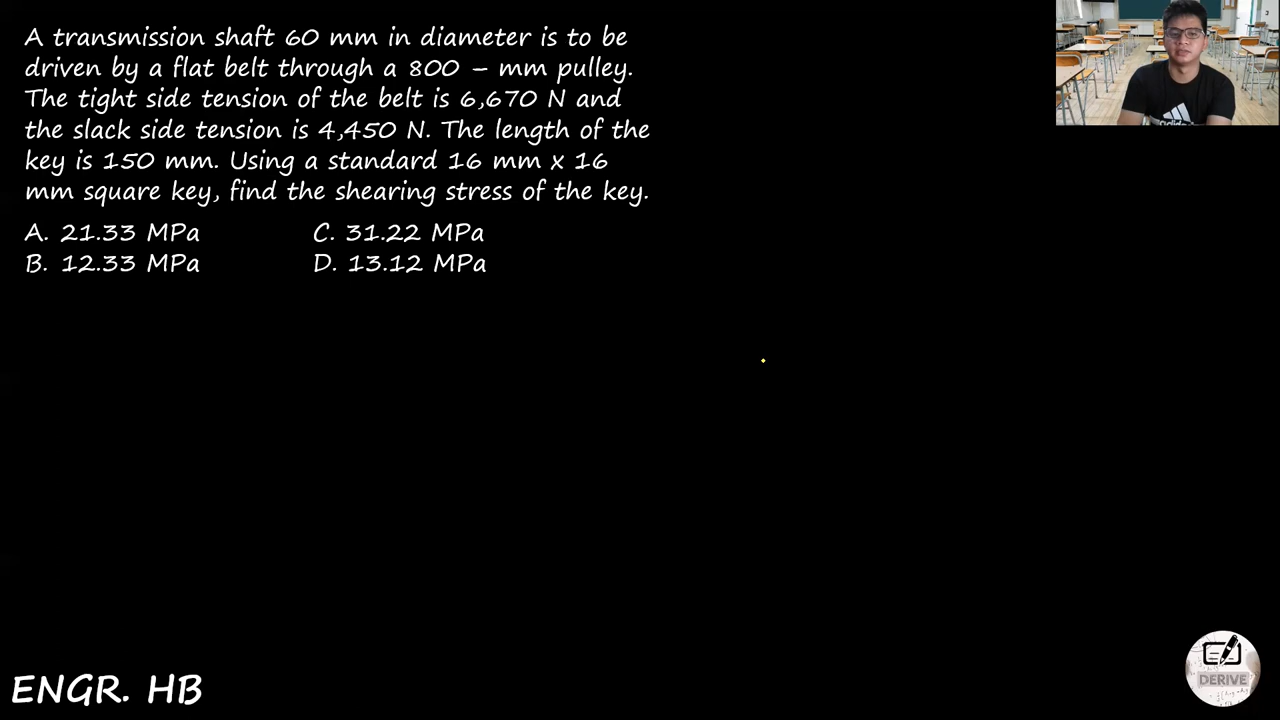 A transmission shaft 60 mm in diameter is to be
driven by a flat belt through a 800 – mm pulley.
The tight side tension of the belt is 6,670 N and
the slack side tension is 4,450 N. The length of the
key is 150 mm. Using a standard 16 mm x 16
mm square key, find the shearing stress of the key.
A. 21.33 MPa C. 31.22 MPa
B. 12.33 MPa D. 13.12 MPa
ENGR. HB
DERIVE